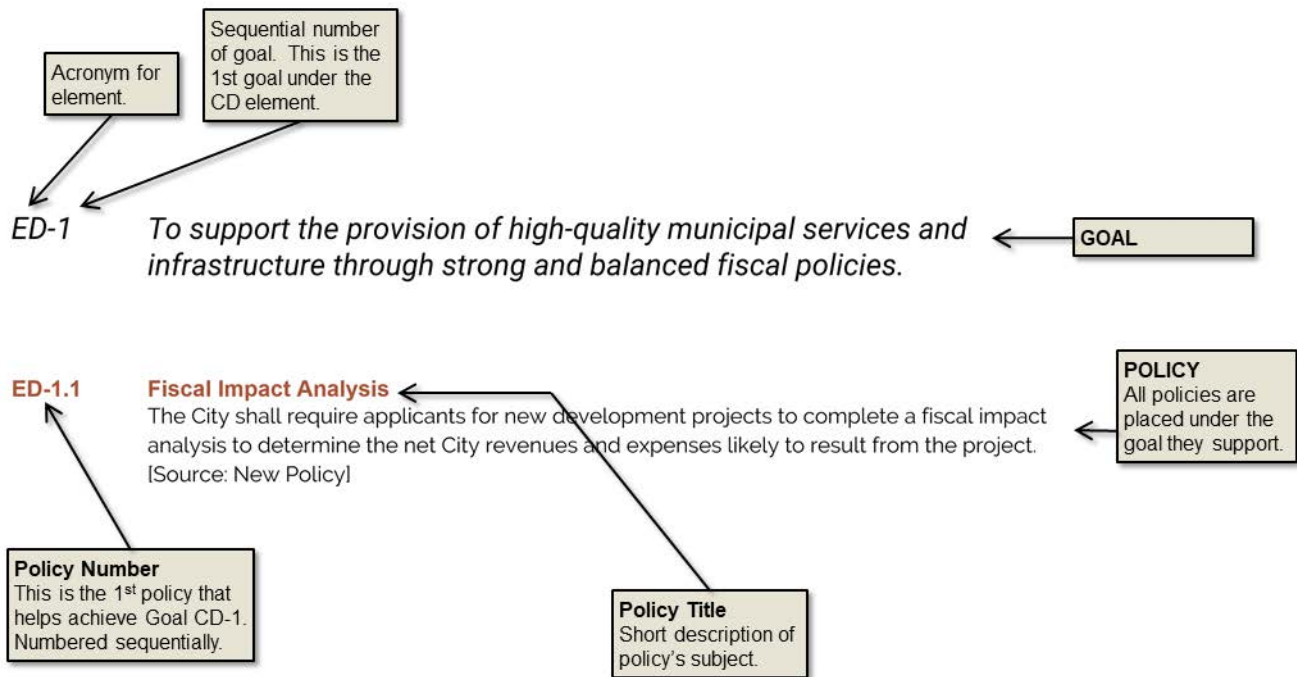 Sequential number
of goal. This is the
1st goal under the
CD element.
Acronym for
element.
ED-1 To support the provision of high-quality municipal services and
infrastructure through strong and balanced fiscal policies.
GOAL
ED-1.1 Fiscal Impact Analysis
The City shall require applicants for new development projects to complete a fiscal impact
analysis to determine the net City revenues and expenses likely to result from the project.
[Source: New Policy]
POLICY
All policies are
placed under the
goal they support.
Policy Number
This is the 1st policy that
helps achieve Goal CD-1.
Numbered sequentially.
Policy Title
Short description of
policy's subject.